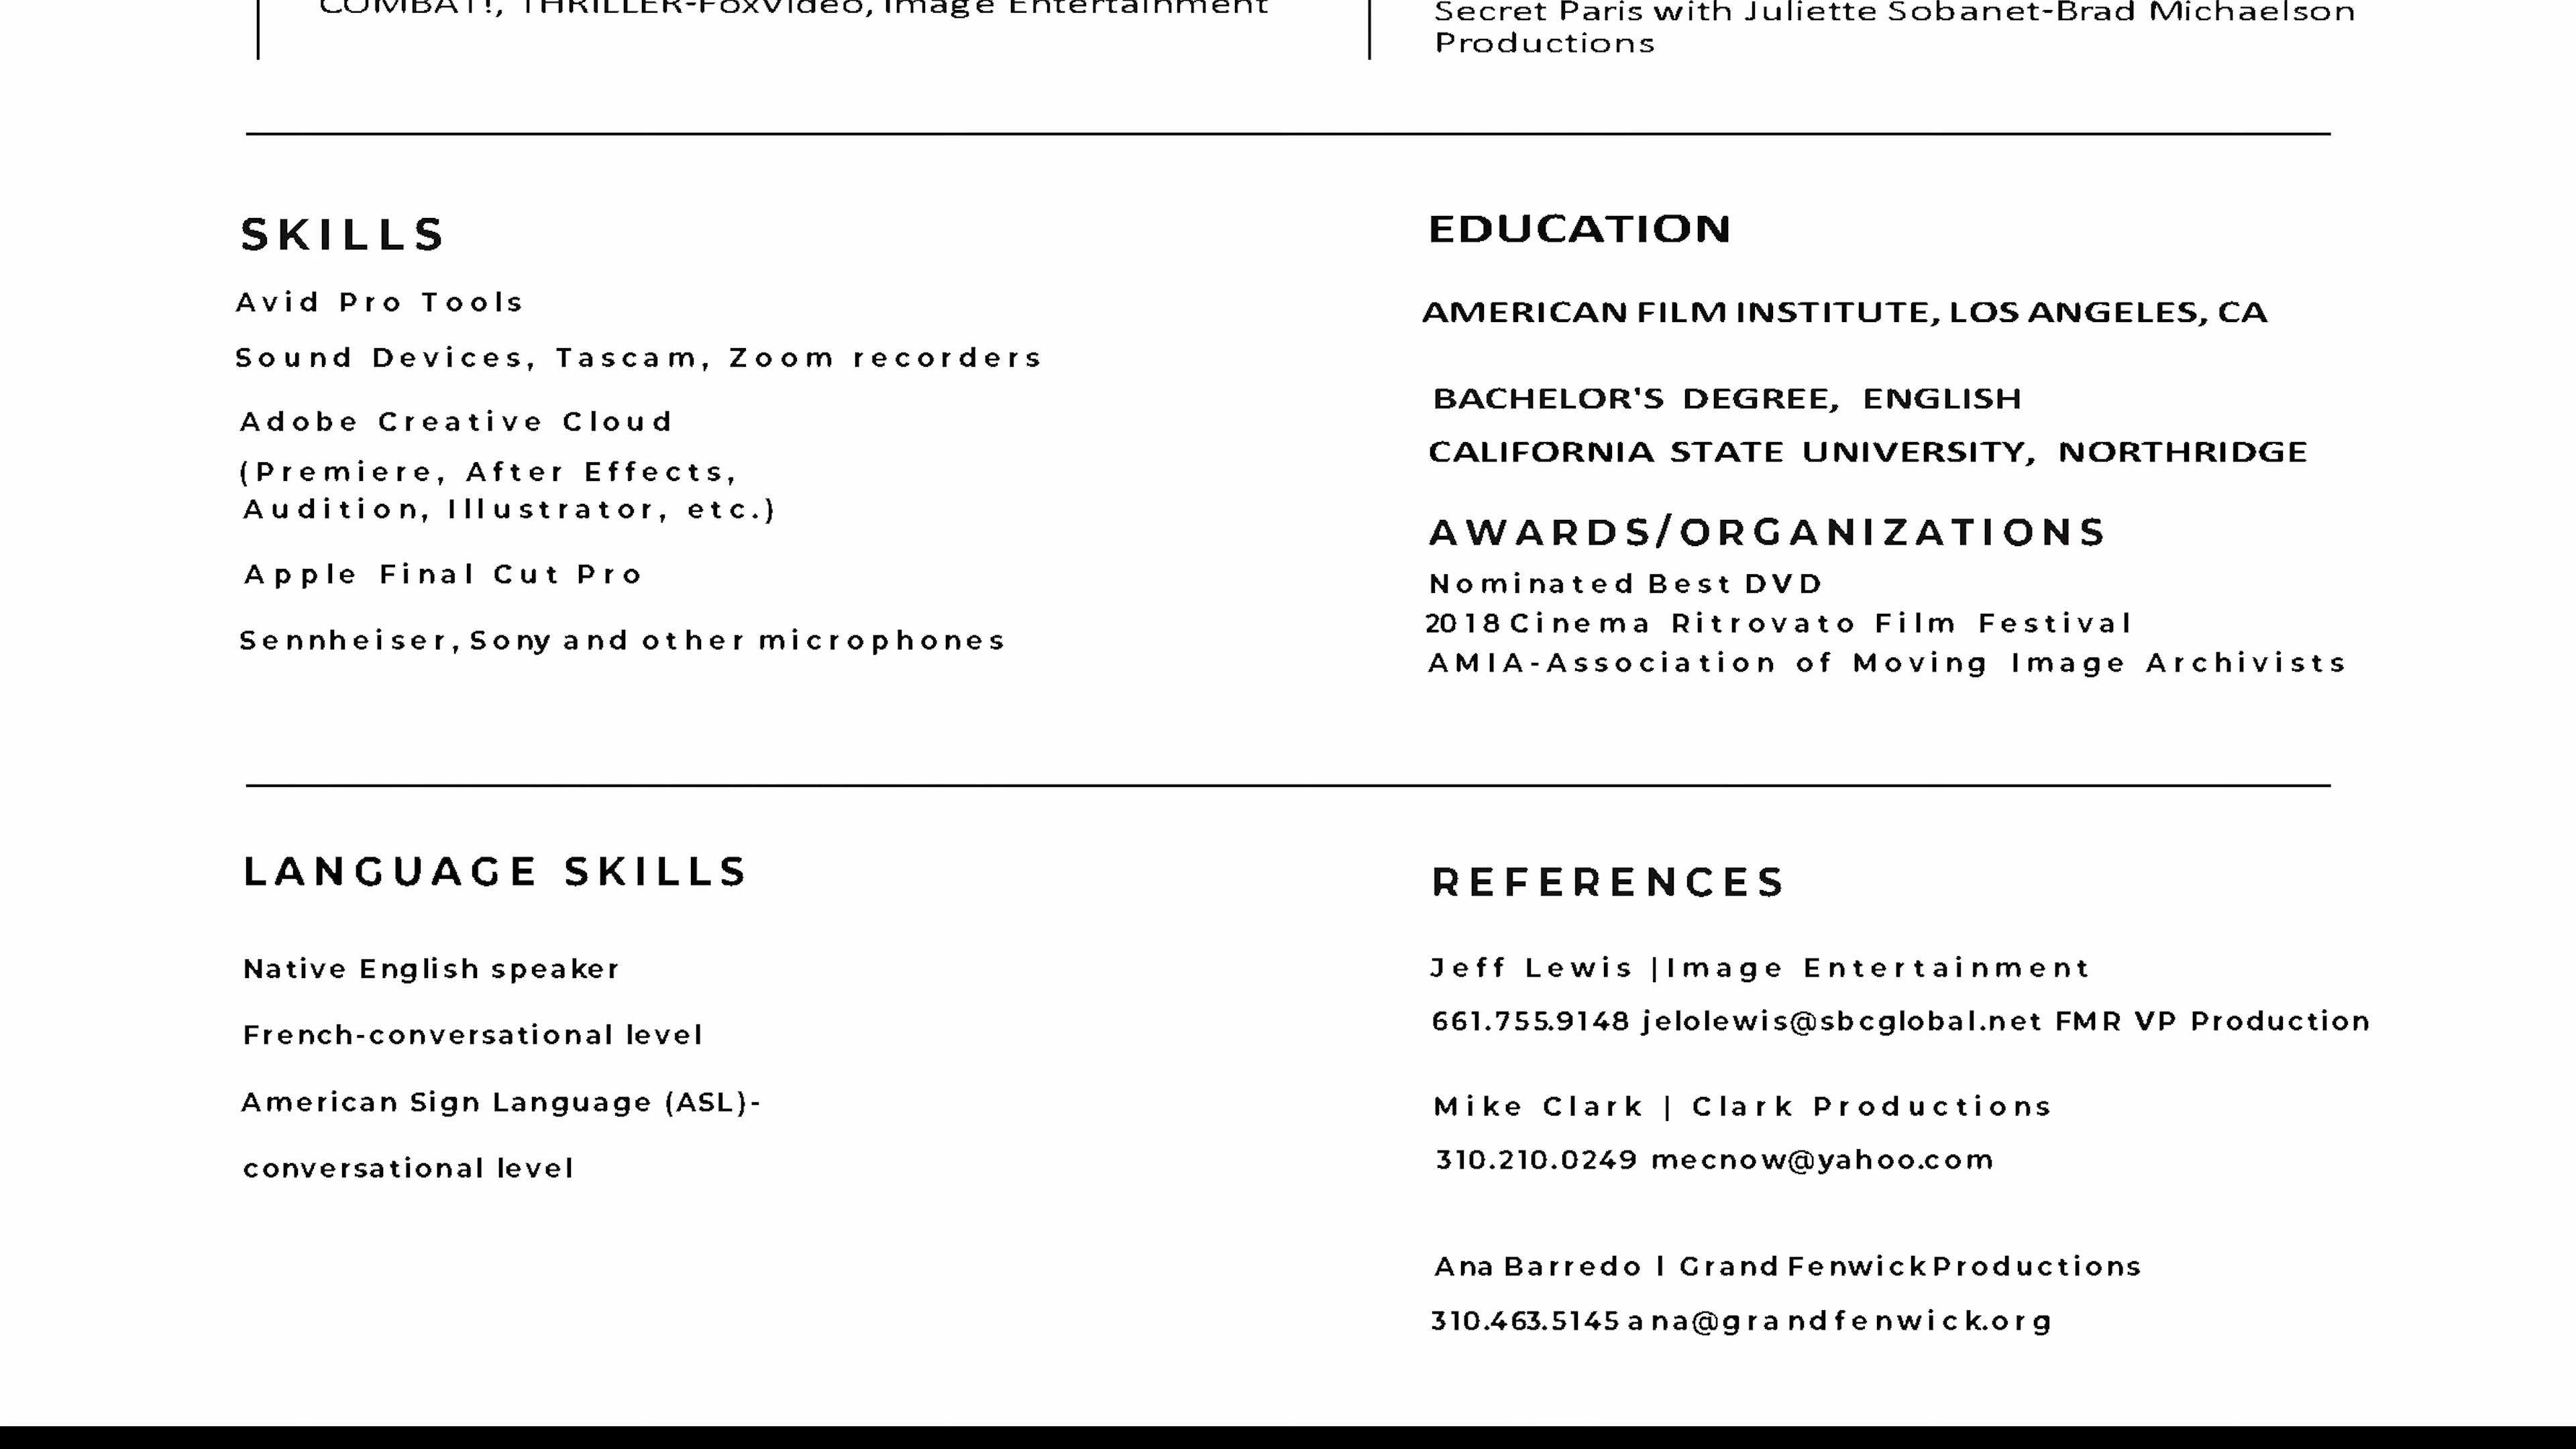 COMBAT!, THRILLER-FoxVideo, Image Entertainment
Secret Paris with Juliette Sobanet-Brad Michaelson
Productions
SKILLS
Avid Pro Tools
Sound Devices, Tascam, Zoom recorders
Adobe Creative Cloud
(Premiere, After Effects,
Audition, Illustrator, etc.)
Apple Final Cut Pro
Sennheiser, Sony and other microphones
EDUCATION
AMERICAN FILM INSTITUTE, LOS ANGELES, CA
BACHELOR'S DEGREE, ENGLISH
CALIFORNIA STATE UNIVERSITY, NORTHRIDGE
AWARDS/ORGANIZATIONS
Nominated Best DVD
2018 Cinema Ritrovato Film Festival
AMIA-Association of Moving Image Archivists
LANGUAGE SKILLS
Native English speaker
French-conversational level
American Sign Language (ASL)-
conversational level
REFERENCES
Jeff Lewis |Image Entertainment
661.755.9148 jelolewis@sbcglobal.net FMR VP Production
Mike Clark | Clark Productions
310.210.0249 mecnow@yahoo.com
Ana Barredo l Grand FenwickProductions
310.463.5145 ana@grandfenwick.org